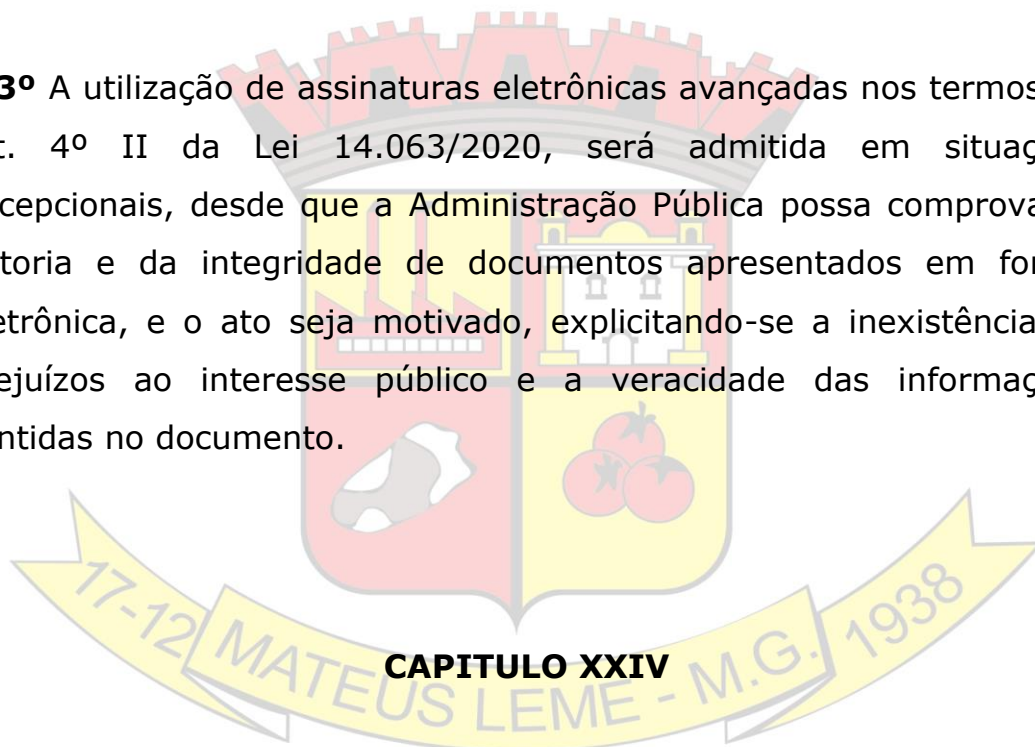 3º A utilização de assinaturas eletrônicas avançadas nos termos
t. 4º II da Lei 14.063/2020, será admitida em situaç
cepcionais, desde que a Administração Pública possa comprova
toria e da integridade de documentos apresentados em for
etrônica, e o ato seja motivado, explicitando-se a inexistência
ejuízos ao interesse público e a veracidade das informaç
ntidas no documento.
CAPITULO XXIV
17-12 MATEUS LEME - M.G. 1938